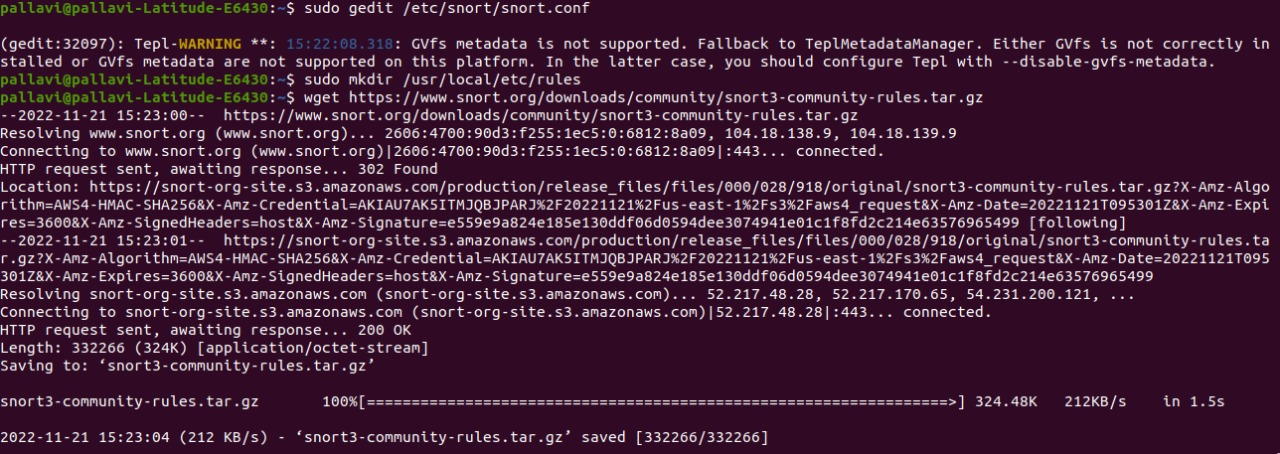 pallavi@pallavi-Latitude-E6430:~$ sudo gedit /etc/snort/snort.conf
(gedit:32097): Tepl-WARNING **: 15:22:08.318: GVfs metadata is not supported. Fallback to TeplMetadataManager. Either GVfs is not correctly in
stalled or GVfs metadata are not supported on this platform. In the latter case, you should configure Tepl with --disable-gvfs-metadata.
pallavi@pallavi-Latitude-E6430:~$ sudo mkdir /usr/local/etc/rules
pallavi@pallavi-Latitude-E6430:~$ wget https://www.snort.org/downloads/community/snort3-community-rules.tar.gz
--2022-11-21 15:23:00--  https://www.snort.org/downloads/community/snort3-community-rules.tar.gz
Resolving www.snort.org (www.snort.org)... 2606:4700:90d3:f255:1ec5:0:6812:8a09, 104.18.138.9, 104.18.139.9
Connecting to www.snort.org (www.snort.org)|2606:4700:90d3:f255:1ec5:0:6812:8a09|:443... connected.
HTTP request sent, awaiting response... 302 Found
Location: https://snort-org-site.s3.amazonaws.com/production/release_files/files/000/028/918/original/snort3-community-rules.tar.gz?X-Amz-Algo
rithm=AWS4-HMAC-SHA256&X-Amz-Credential=AKIAU7AK5ITMJQBJPARJ%2F20221121%2Fus-east-1%2Fs3%2Faws4_request&X-Amz-Date=20221121T095301Z&X-Amz-Expi
res=3600&X-Amz-SignedHeaders=host&X-Amz-Signature=e559e9a824e185e130ddf06d0594dee3074941e01c1f8fd2c214e63576965499 [following]
--2022-11-21 15:23:01--  https://snort-org-site.s3.amazonaws.com/production/release_files/files/000/028/918/original/snort3-community-rules.ta
r.gz?X-Amz-Algorithm=AWS4-HMAC-SHA256&X-Amz-Credential=AKIAU7AK5ITMJQBJPARJ%2F20221121%2Fus-east-1%2Fs3%2Faws4_request&X-Amz-Date=20221121T095
301Z&X-Amz-Expires=3600&X-Amz-SignedHeaders=host&X-Amz-Signature=e559e9a824e185e130ddf06d0594dee3074941e01c1f8fd2c214e63576965499
Resolving snort-org-site.s3.amazonaws.com (snort-org-site.s3.amazonaws.com)... 52.217.48.28, 52.217.170.65, 54.231.200.121, ...
Connecting to snort-org-site.s3.amazonaws.com (snort-org-site.s3.amazonaws.com)|52.217.48.28|:443... connected.
HTTP request sent, awaiting response... 200 OK
Length: 332266 (324K) [application/octet-stream]
Saving to: ‘snort3-community-rules.tar.gz’
snort3-community-rules.tar.gz       100%[=================================================================>] 324.48K   212KB/s    in 1.5s
2022-11-21 15:23:04 (212 KB/s) - ‘snort3-community-rules.tar.gz’ saved [332266/332266]